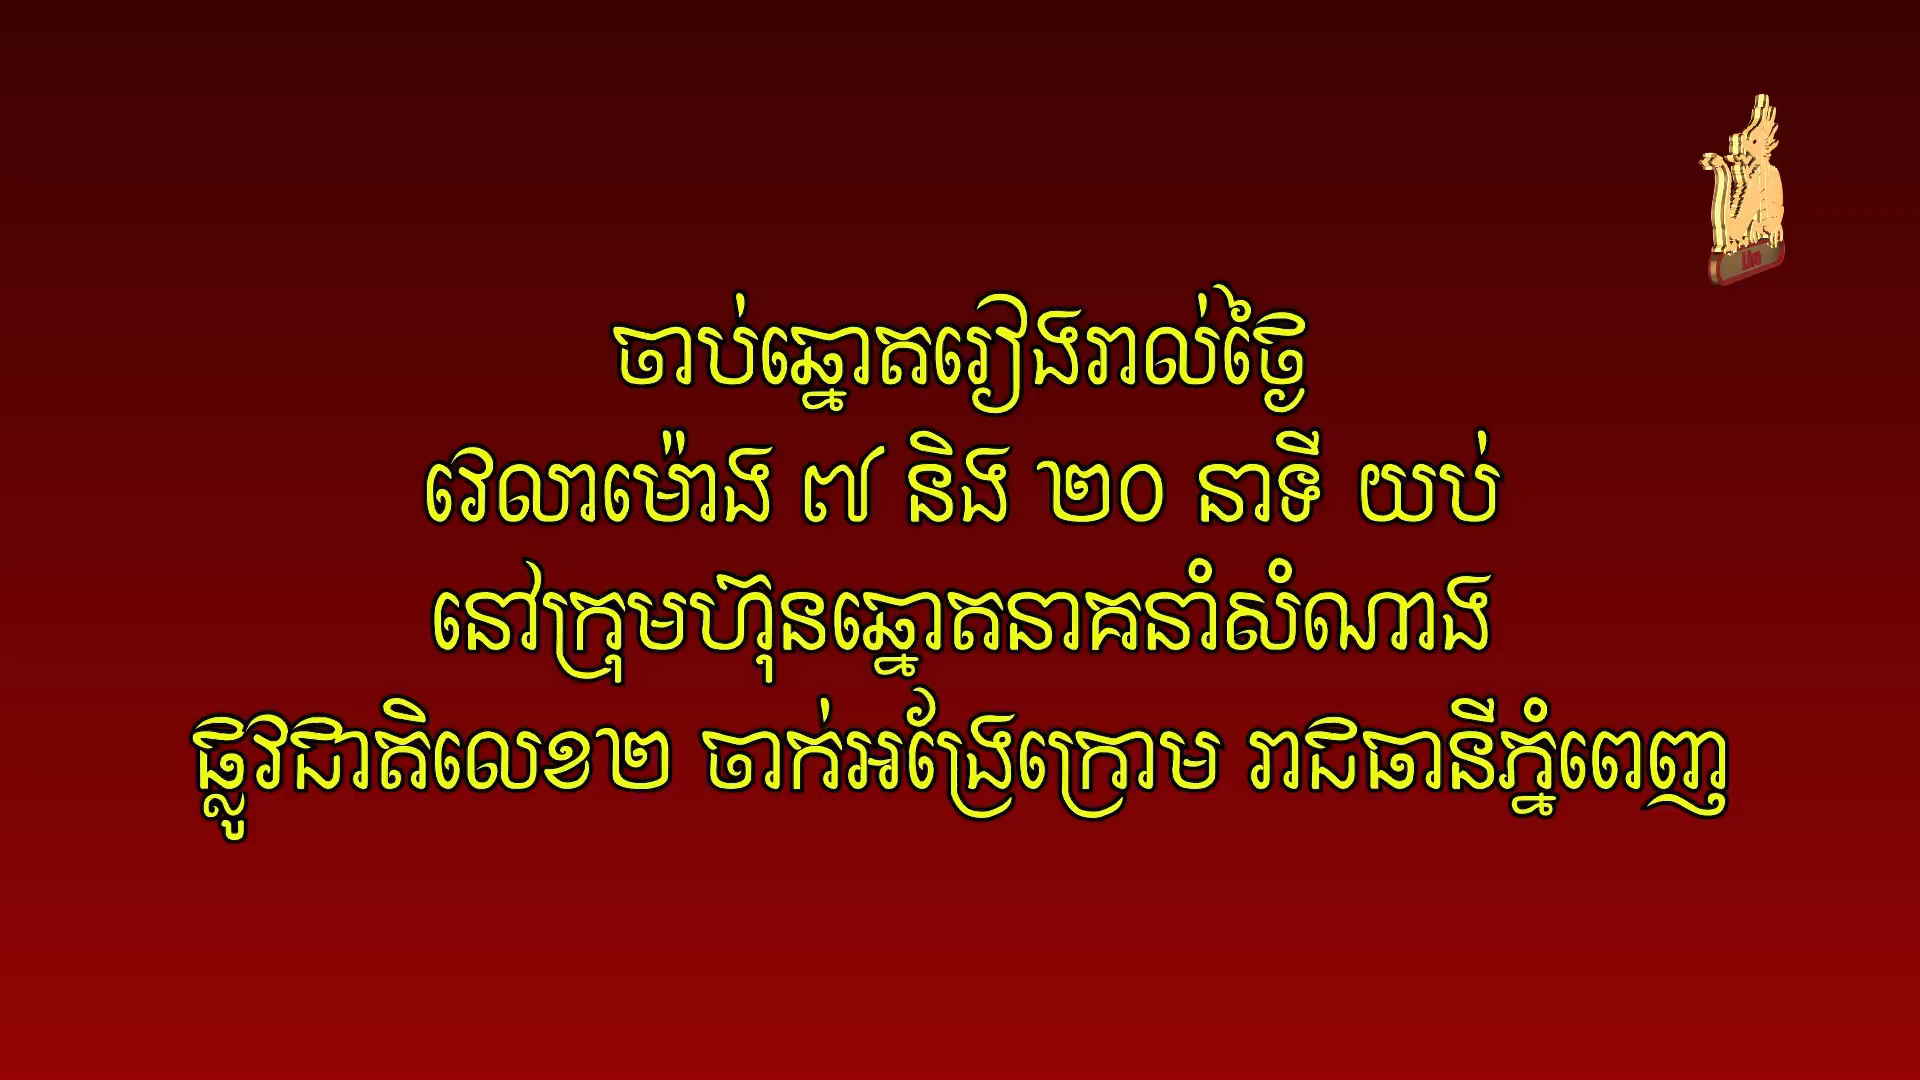 ចាប់ឆ្នោតរៀងរាល់ថ្ងៃ
វេលាម៉ោង ៧ និង ២០ នាទី យប់
នៅក្រុមហ៊ុនឆ្នោតនាគនាំសំណាង
ផ្លូវជាតិលេខ២ ចាក់អង្រែក្រោម រាជធានីភ្នំពេញ
Live